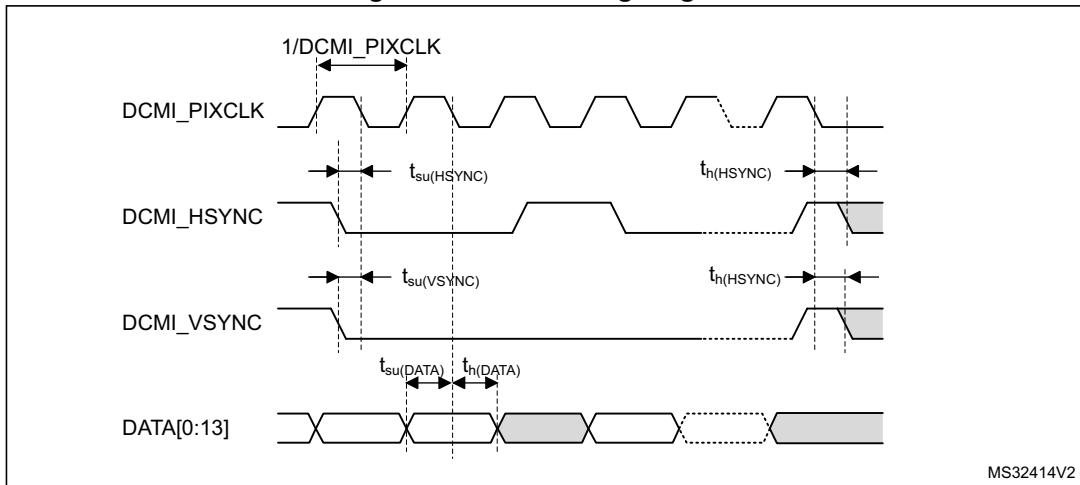 1/DCMI_PIXCLK
DCMI_PIXCLK
tsu(HSYNC)
th(HSYNC)
DCMI_HSYNC
tsu(VSYNC)
th(HSYNC)
DCMI_VSYNC
tsu(DATA) th(DATA)
DATA[0:13]
MS32414V2